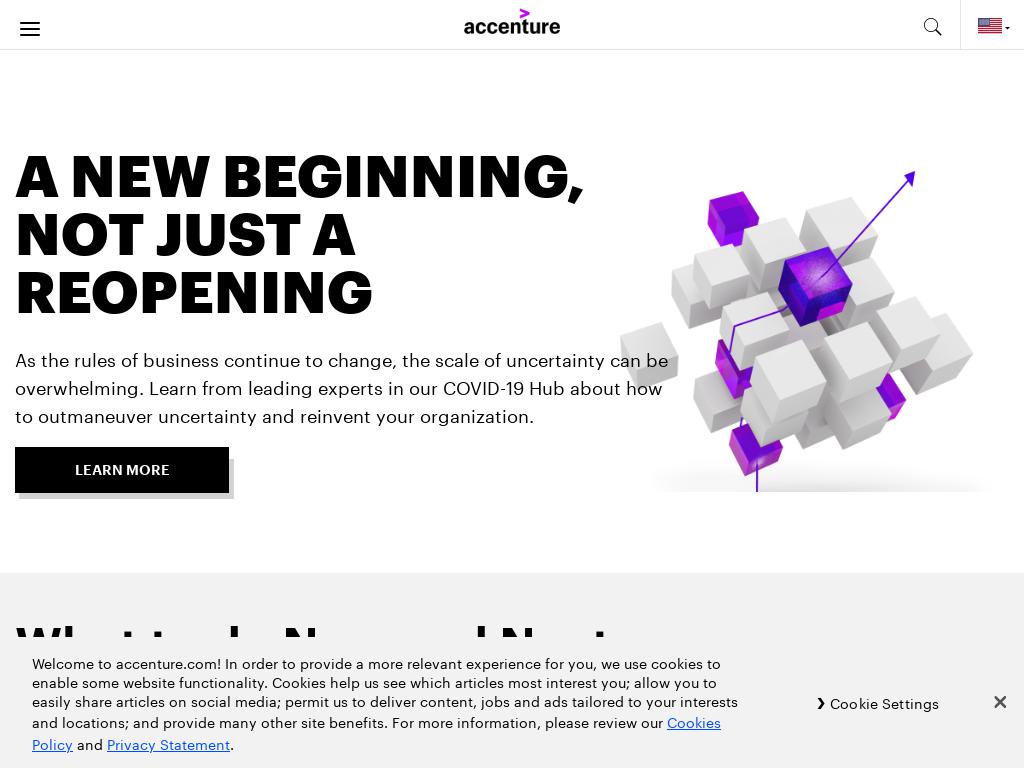 accenture
A NEW BEGINNING,
NOT JUST A
REOPENING
As the rules of business continue to change, the scale of uncertainty can be
overwhelming. Learn from leading experts in our COVID-19 Hub about how
to outmaneuver uncertainty and reinvent your organization.
LEARN MORE
Welcome to accenture.com! In order to provide a more relevant experience for you, we use cookies to
enable some website functionality. Cookies help us see which articles most interest you; allow you to
easily share articles on social media; permit us to deliver content, jobs and ads tailored to your interests
and locations; and provide many other site benefits. For more information, please review our Cookies
Policy and Privacy Statement.
Cookie Settings